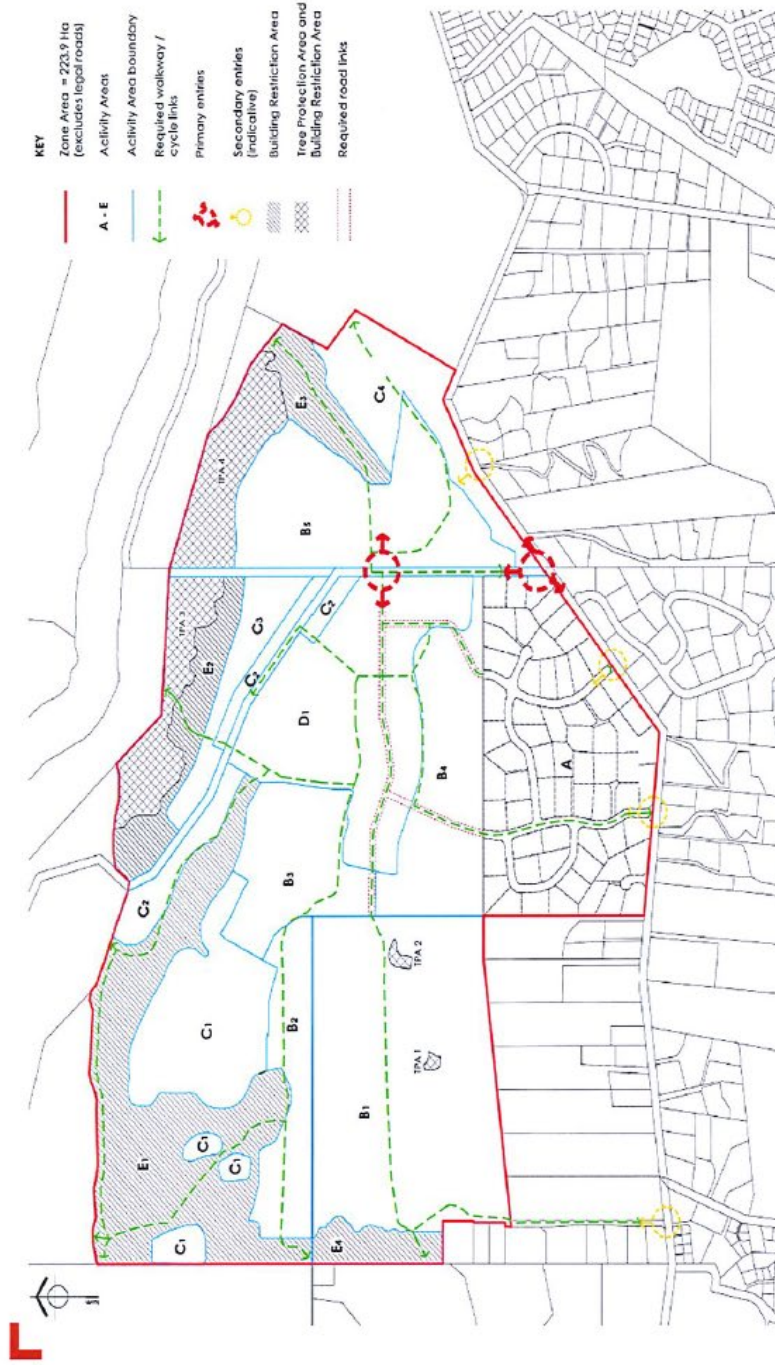 KEY
Zone Area = 223.9 Ha
(excludes legal roads)
A - E
Activity Areas
Activity Area boundary
Required walkway /
cycle links
Primary entries
Secondary entries
(indicative)
Building Restriction Area
Tree Protection Area and
Building Restriction Area
Required road links
C1
E1
C1
C1
C1
C2
E4
B2
B1
TPA 1
TPA 2
B3
B4
A
D1
C2
C2
C3
E2
TPA 3
TPA 4
B5
E3
C4